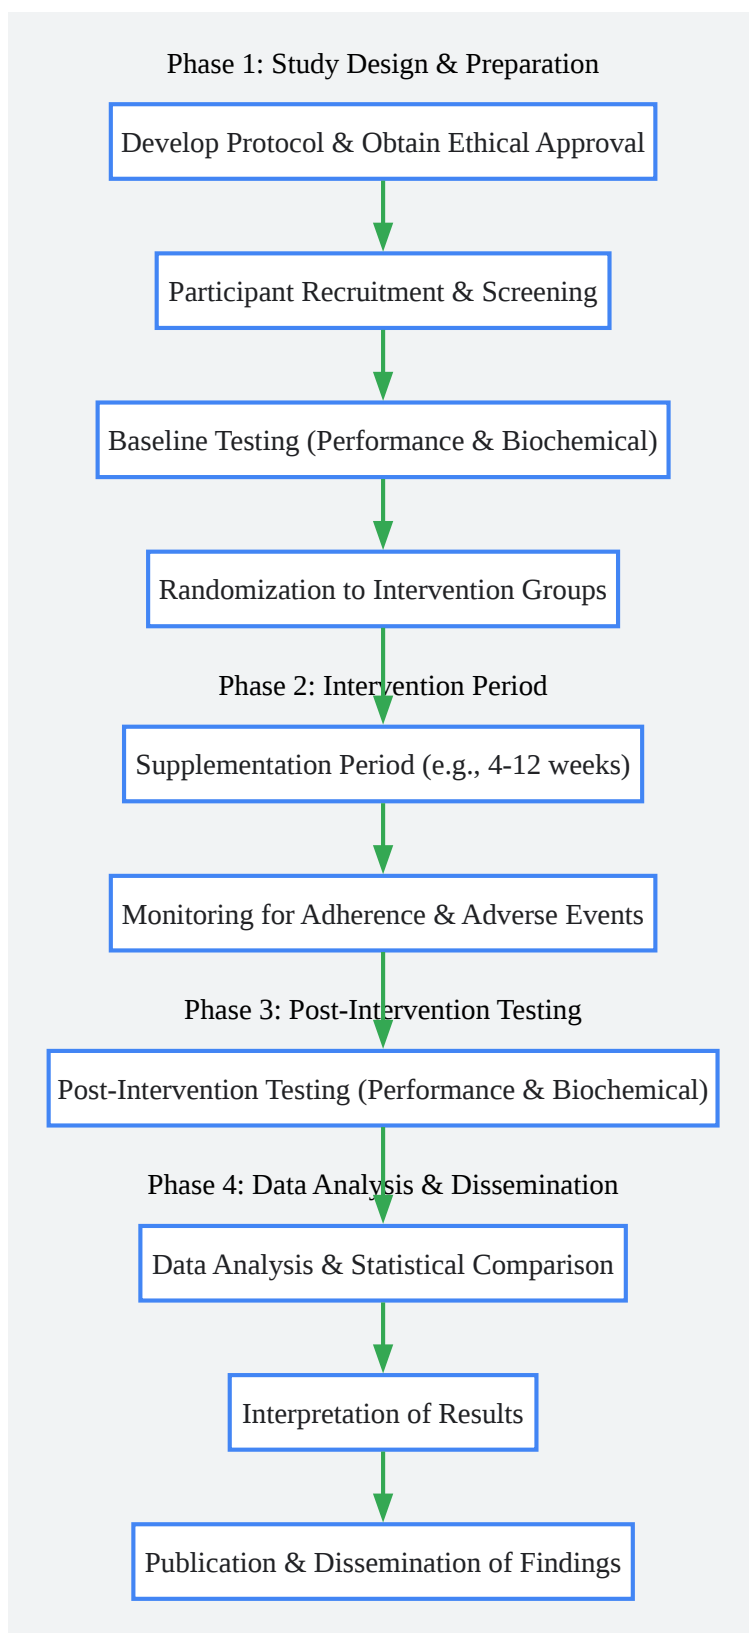 Phase 1: Study Design & Preparation
Develop Protocol & Obtain Ethical Approval
Participant Recruitment & Screening
Baseline Testing (Performance & Biochemical)
Randomization to Intervention Groups
Phase 2: Intervention Period
Supplementation Period (e.g., 4-12 weeks)
Monitoring for Adherence & Adverse Events
Phase 3: Post-Intervention Testing
Post-Intervention Testing (Performance & Biochemical)
Phase 4: Data Analysis & Dissemination
Data Analysis & Statistical Comparison
Interpretation of Results
Publication & Dissemination of Findings